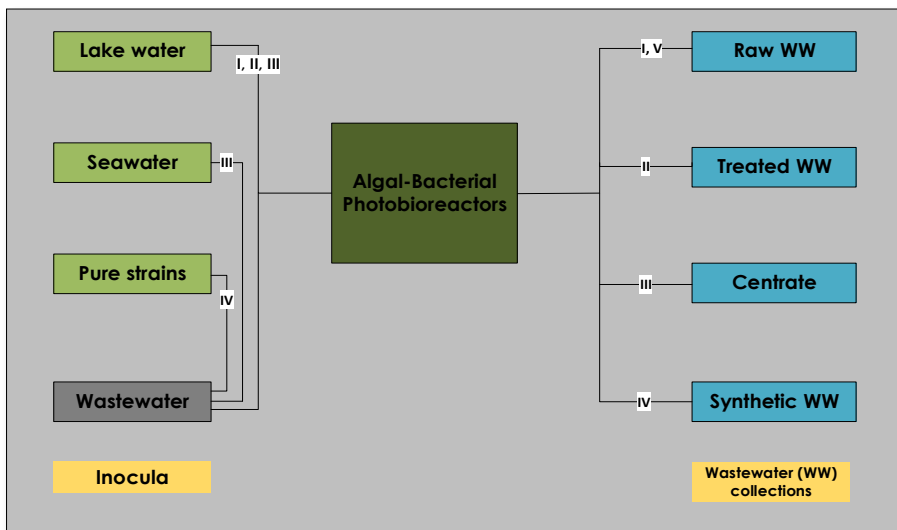 Lake water
I, II, III
Seawater
III
Pure strains
IV
Wastewater
Inocula
Algal-Bacterial
Photobioreactors
I, V
Raw WW
II
Treated WW
III
Centrate
IV
Synthetic WW
Wastewater (WW)
collections